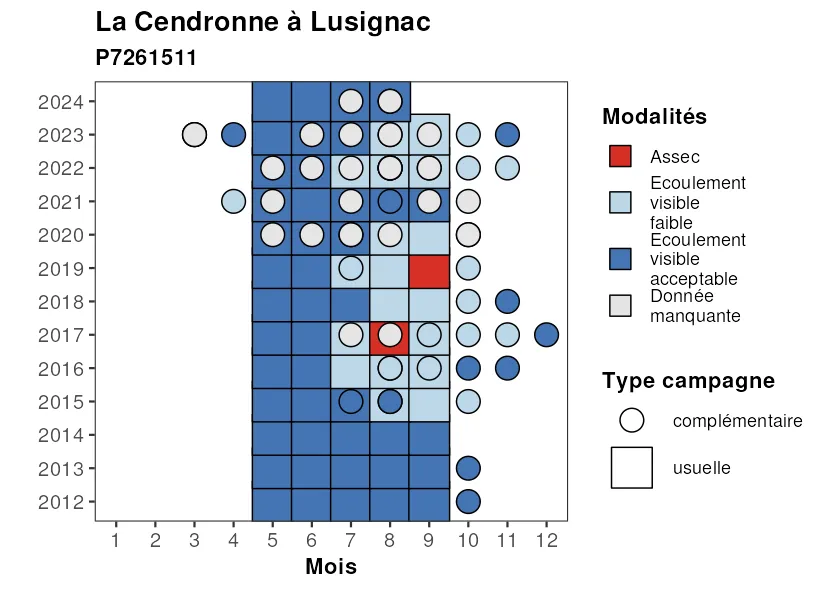 La Cendronne à Lusignac
P7261511
2024
2023
2022
2021
2020
2019
2018
2017
2016
2015
2014
2013
2012
1 2 3 4 5 6 7 8 9 10 11 12
Mois
Modalités
Assec
Ecoulement
visible
faible
Ecoulement
visible
acceptable
Donnée
manquante
Type campagne
complémentaire
usuelle